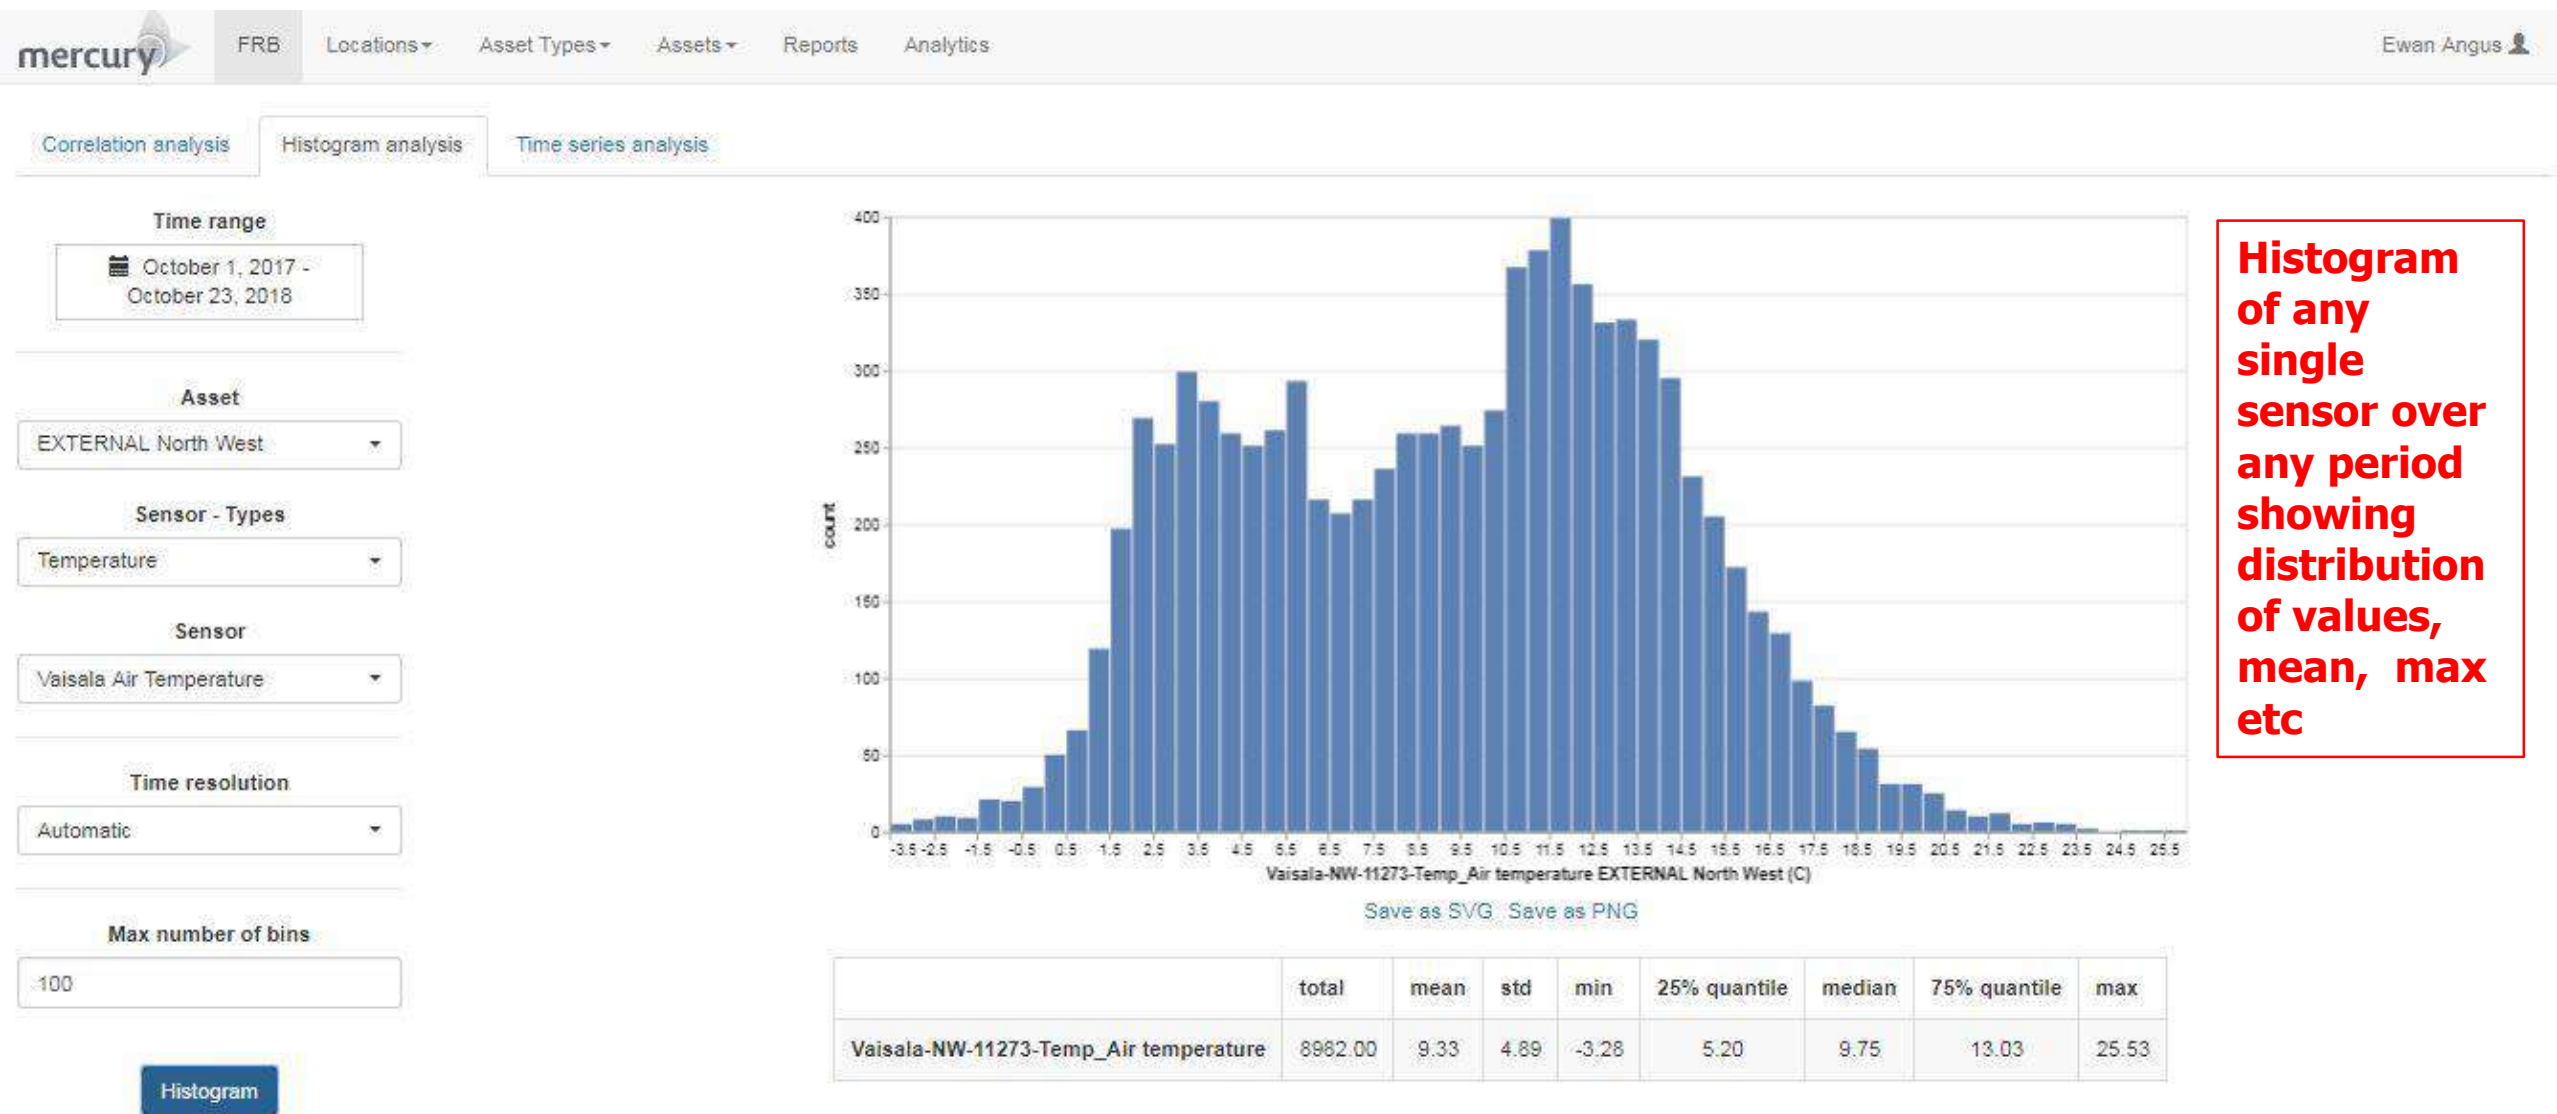 mercury FRB Locations Asset Types Assets Reports Analytics Ewan Angus
Correlation analysis Histogram analysis Time series analysis
Time range
October 1, 2017 -
October 23, 2018
Asset
EXTERNAL North West
Sensor - Types
Temperature
Sensor
Vaisala Air Temperature
Time resolution
Automatic
Max number of bins
100
Histogram
400
350
300
250
200
150
100
50
0
count
-3.5 -2.5 -1.5 -0.5 0.5 1.5 2.5 3.5 4.5 5.5 6.5 7.5 8.5 9.5 10.5 11.5 12.5 13.5 14.5 15.5 16.5 17.5 18.5 19.5 20.5 21.5 22.5 23.5 24.5 25.5
Vaisala-NW-11273-Temp_Air temperature EXTERNAL North West (C)
Save as SVG Save as PNG
total mean std min 25% quantile median 75% quantile max
Vaisala-NW-11273-Temp_Air temperature 8982.00 9.33 4.89 -3.28 5.20 9.75 13.03 25.53
Histogram
of any
single
sensor over
any period
showing
distribution
of values,
mean, max
etc